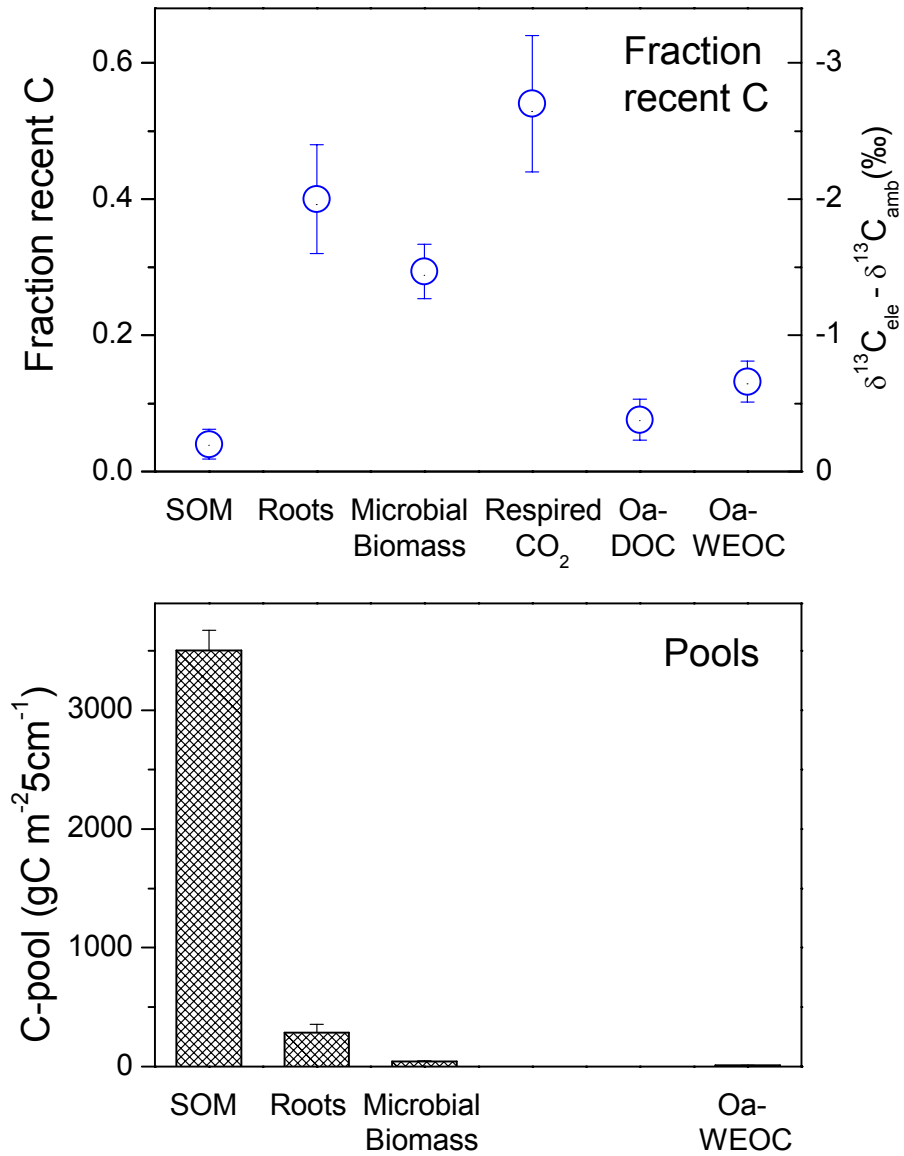 Fraction recent C
0.6
0.4
0.2
0.0
Fraction
recent C
-3
-2
-1
0
δ¹³Cₑₗₑ - δ¹³Cₐₘb(‰)
SOM
Roots
Microbial
Biomass
Respired
CO₂
Oa-
DOC
Oa-
WEOC
C-pool (gC m⁻²5cm⁻¹)
3000
2000
1000
0
Pools
SOM
Roots
Microbial
Biomass
Oa-
WEOC